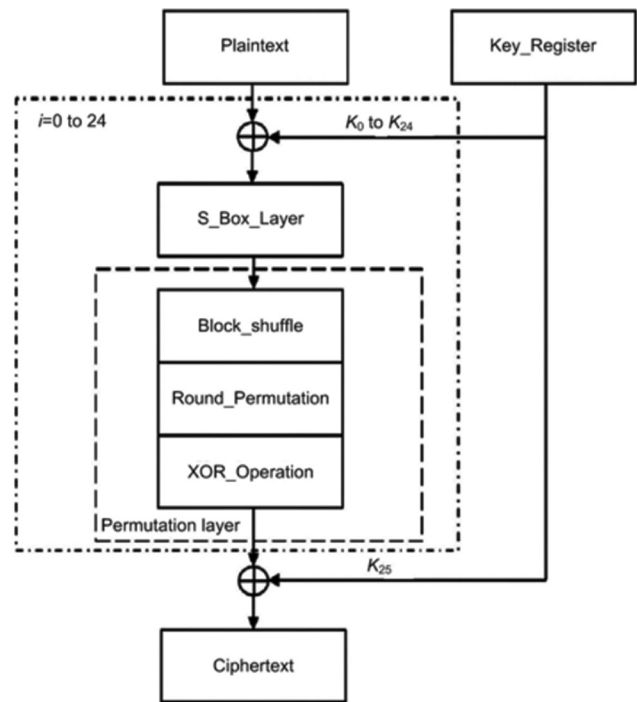 Plaintext
Key_Register
i=0 to 24
K₀ to K₂₄
S_Box_Layer
Block_shuffle
Round_Permutation
XOR_Operation
Permutation layer
K₂₅
Ciphertext